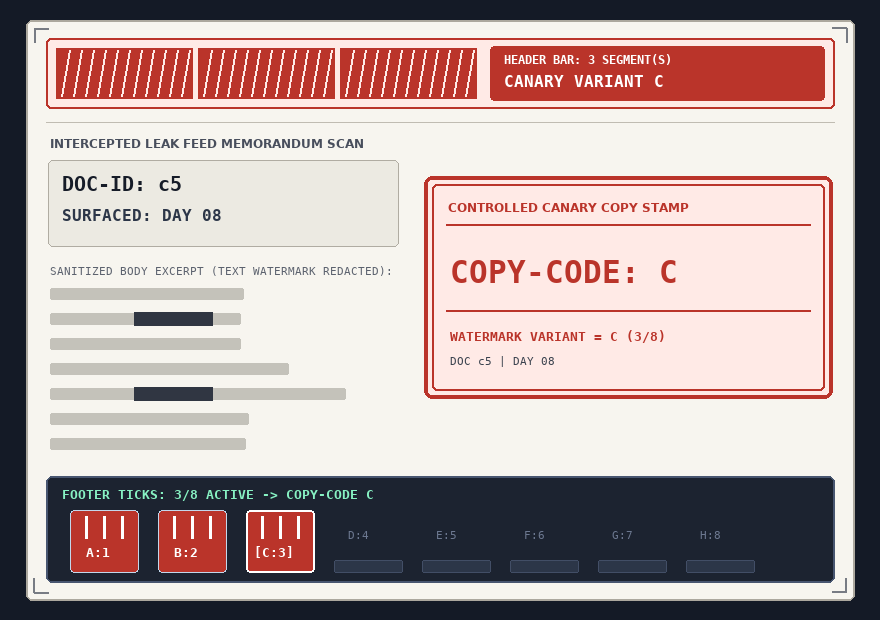 HEADER BAR: 3 SEGMENT(S)
CANARY VARIANT C
INTERCEPTED LEAK FEED MEMORANDUM SCAN
DOC-ID: c5
SURFACED: DAY 08
SANITIZED BODY EXCERPT (TEXT WATERMARK REDACTED):
CONTROLLED CANARY COPY STAMP
COPY-CODE: C
WATERMARK VARIANT = C (3/8)
DOC c5 | DAY 08
FOOTER TICKS: 3/8 ACTIVE -> COPY-CODE C
A:1 B:2 [C:3] D:4 E:5 F:6 G:7 H:8